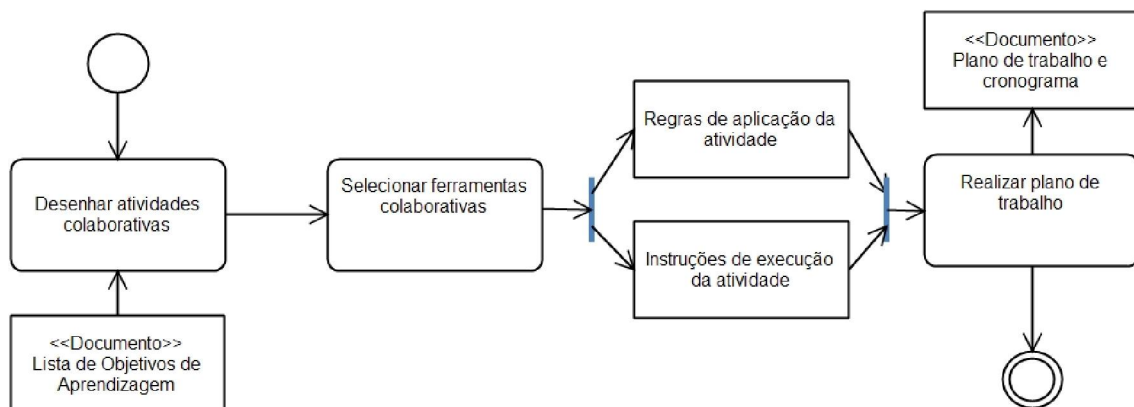 Desenhar atividades
colaborativas
<<Documento>>
Lista de Objetivos de
Aprendizagem
Selecionar ferramentas
colaborativas
Regras de aplicação da
atividade
Instruções de execução
da atividade
<<Documento>>
Plano de trabalho e
cronograma
Realizar plano de
trabalho